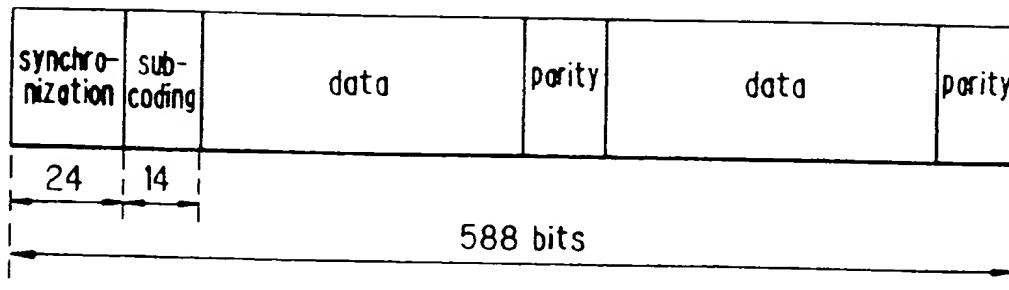 synchro-
nization
sub-
coding
data
parity
data
parity
24
14
588 bits